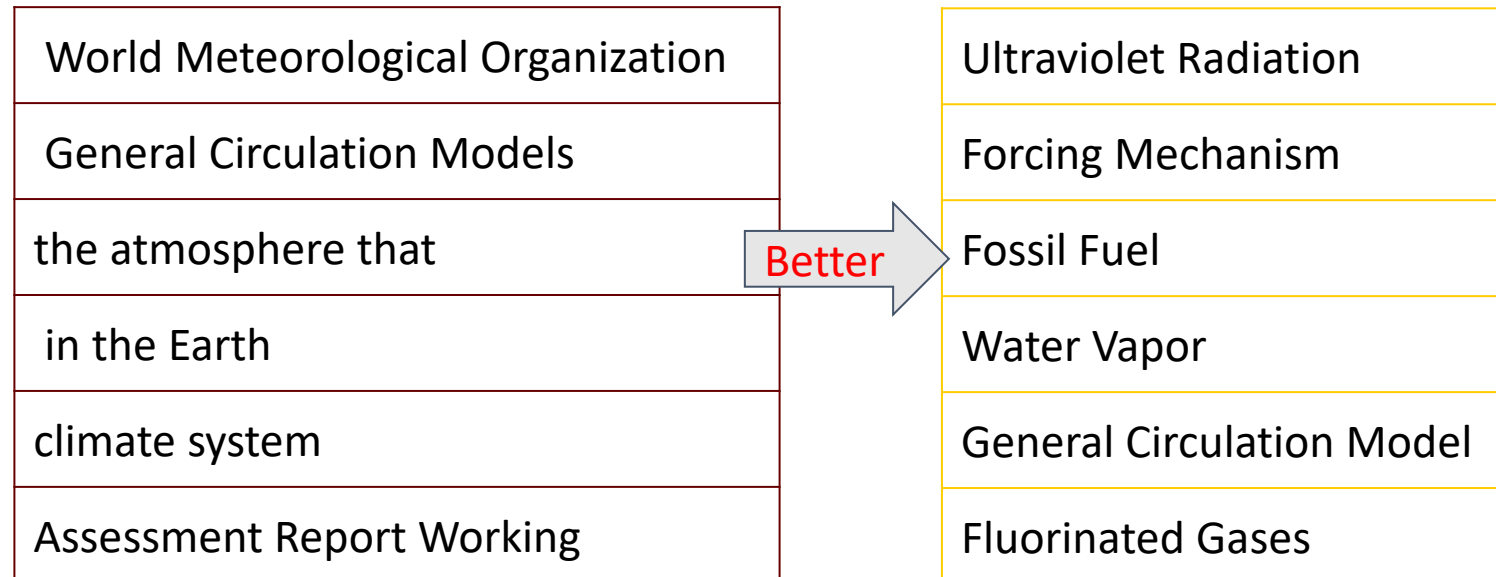 World Meteorological Organization
General Circulation Models
the atmosphere that
in the Earth
climate system
Assessment Report Working
Better
Ultraviolet Radiation
Forcing Mechanism
Fossil Fuel
Water Vapor
General Circulation Model
Fluorinated Gases